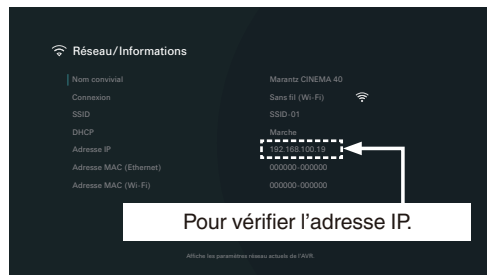 Réseau/Informations
Nom convivial Marantz CINEMA 40
Connexion Sans fil (Wi-Fi)
SSID SSID-01
DHCP Marche
Adresse IP 192.168.100.19
Adresse MAC (Ethernet) 000000-000000
Adresse MAC (Wi-Fi) 000000-000000
Pour vérifier l’adresse IP.
Affiche les paramètres réseau actuels de l’AVR.